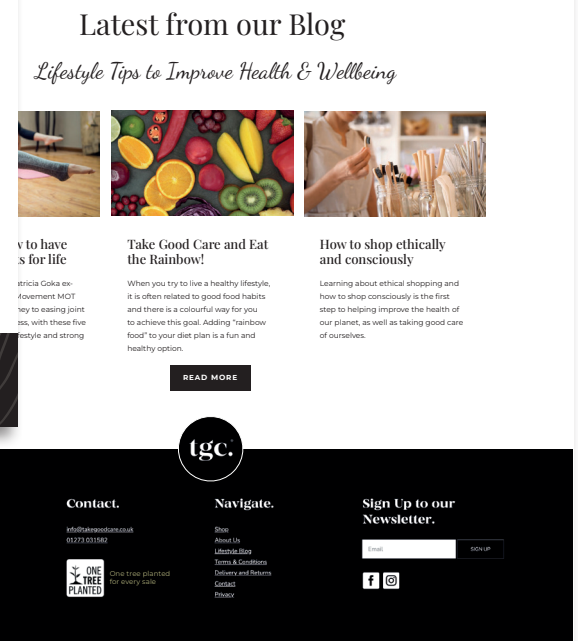 Latest from our Blog
Lifestyle Tips to Improve Health & Wellbeing
to have
s for life
Goka ex-
Movement MOT
to easing joint
with these five
and strong
Take Good Care and Eat
the Rainbow!
When you try to live a healthy lifestyle,
it is often related to good food habits
and there is a colourful way for you
to achieve this goal. Adding "rainbow
food" to your diet plan is a fun and
healthy option.
READ MORE
How to shop ethically
and consciously
Learning about ethical shopping and
how to shop consciously is the first
step to helping improve the health of
our planet, as well as taking good care
of ourselves.
tgc.
Contact.
info@takegoodcare.co.uk
01273 031582
ONE
TREE
PLANTED
One tree planted
for every sale
Navigate.
Shop
About Us
Lifestyle Blog
Terms & Conditions
Delivery and Returns
Contact
Privacy
Sign Up to our
Newsletter.
Email
SIGN UP